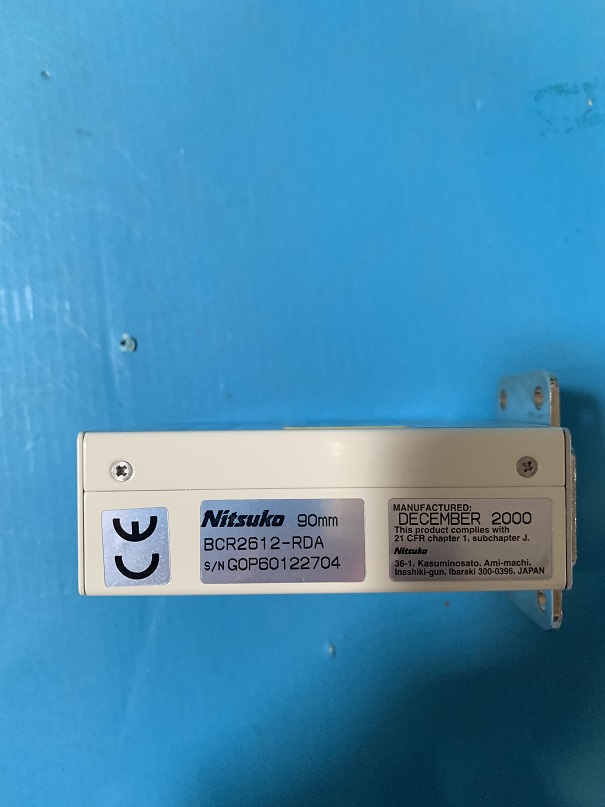 CE
Nitsuko 90mm
BCR2612-RDA
S/N GOP60122704
MANUFACTURED:
DECEMBER 2000
This product complies with
21 CFR chapter 1, subchapter J.
Nitsuko
36-1, Kasuminosato, Ami-machi,
Inashiki-gun, Ibaraki 300-0396, JAPAN